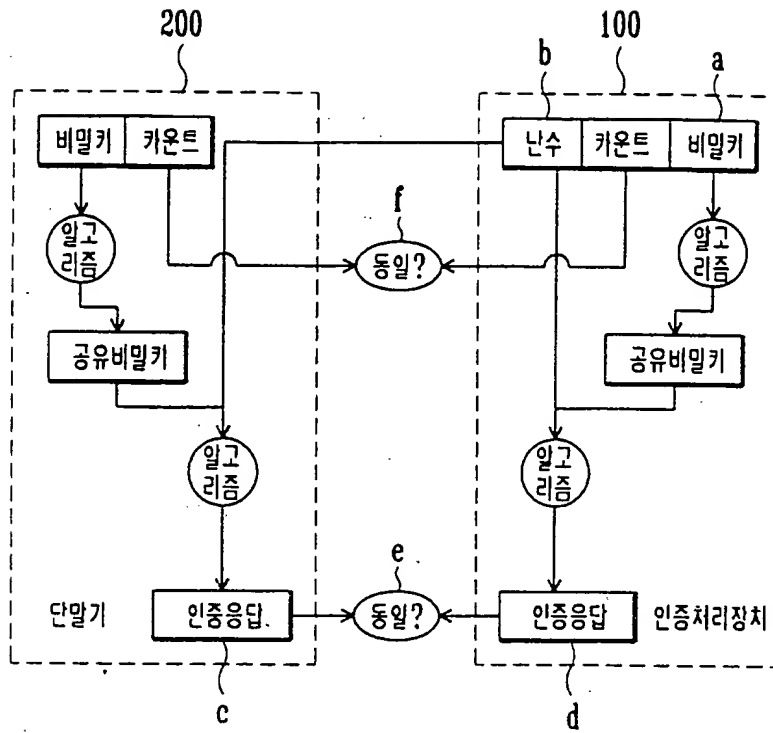 200
100
b
a
비밀키 카운트
난수 카운트 비밀키
알고
리즘
f
동일?
알고
리즘
공유비밀키
공유비밀키
알고
리즘
알고
리즘
e
단말기
인증응답
동일?
인증응답
인증처리장치
c
d